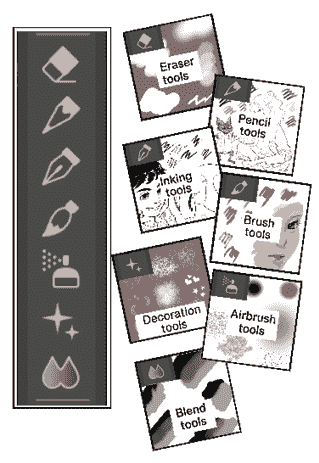 Eraser
tools
Pencil
tools
Inking
tools
Brush
tools
Decoration
tools
Airbrush
tools
Blend
tools